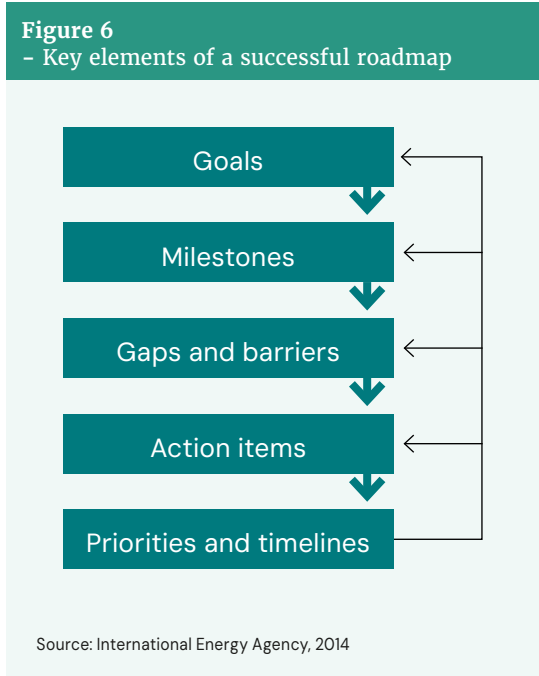 Figure 6
– Key elements of a successful roadmap
Goals
Milestones
Gaps and barriers
Action items
Priorities and timelines
Source: International Energy Agency, 2014